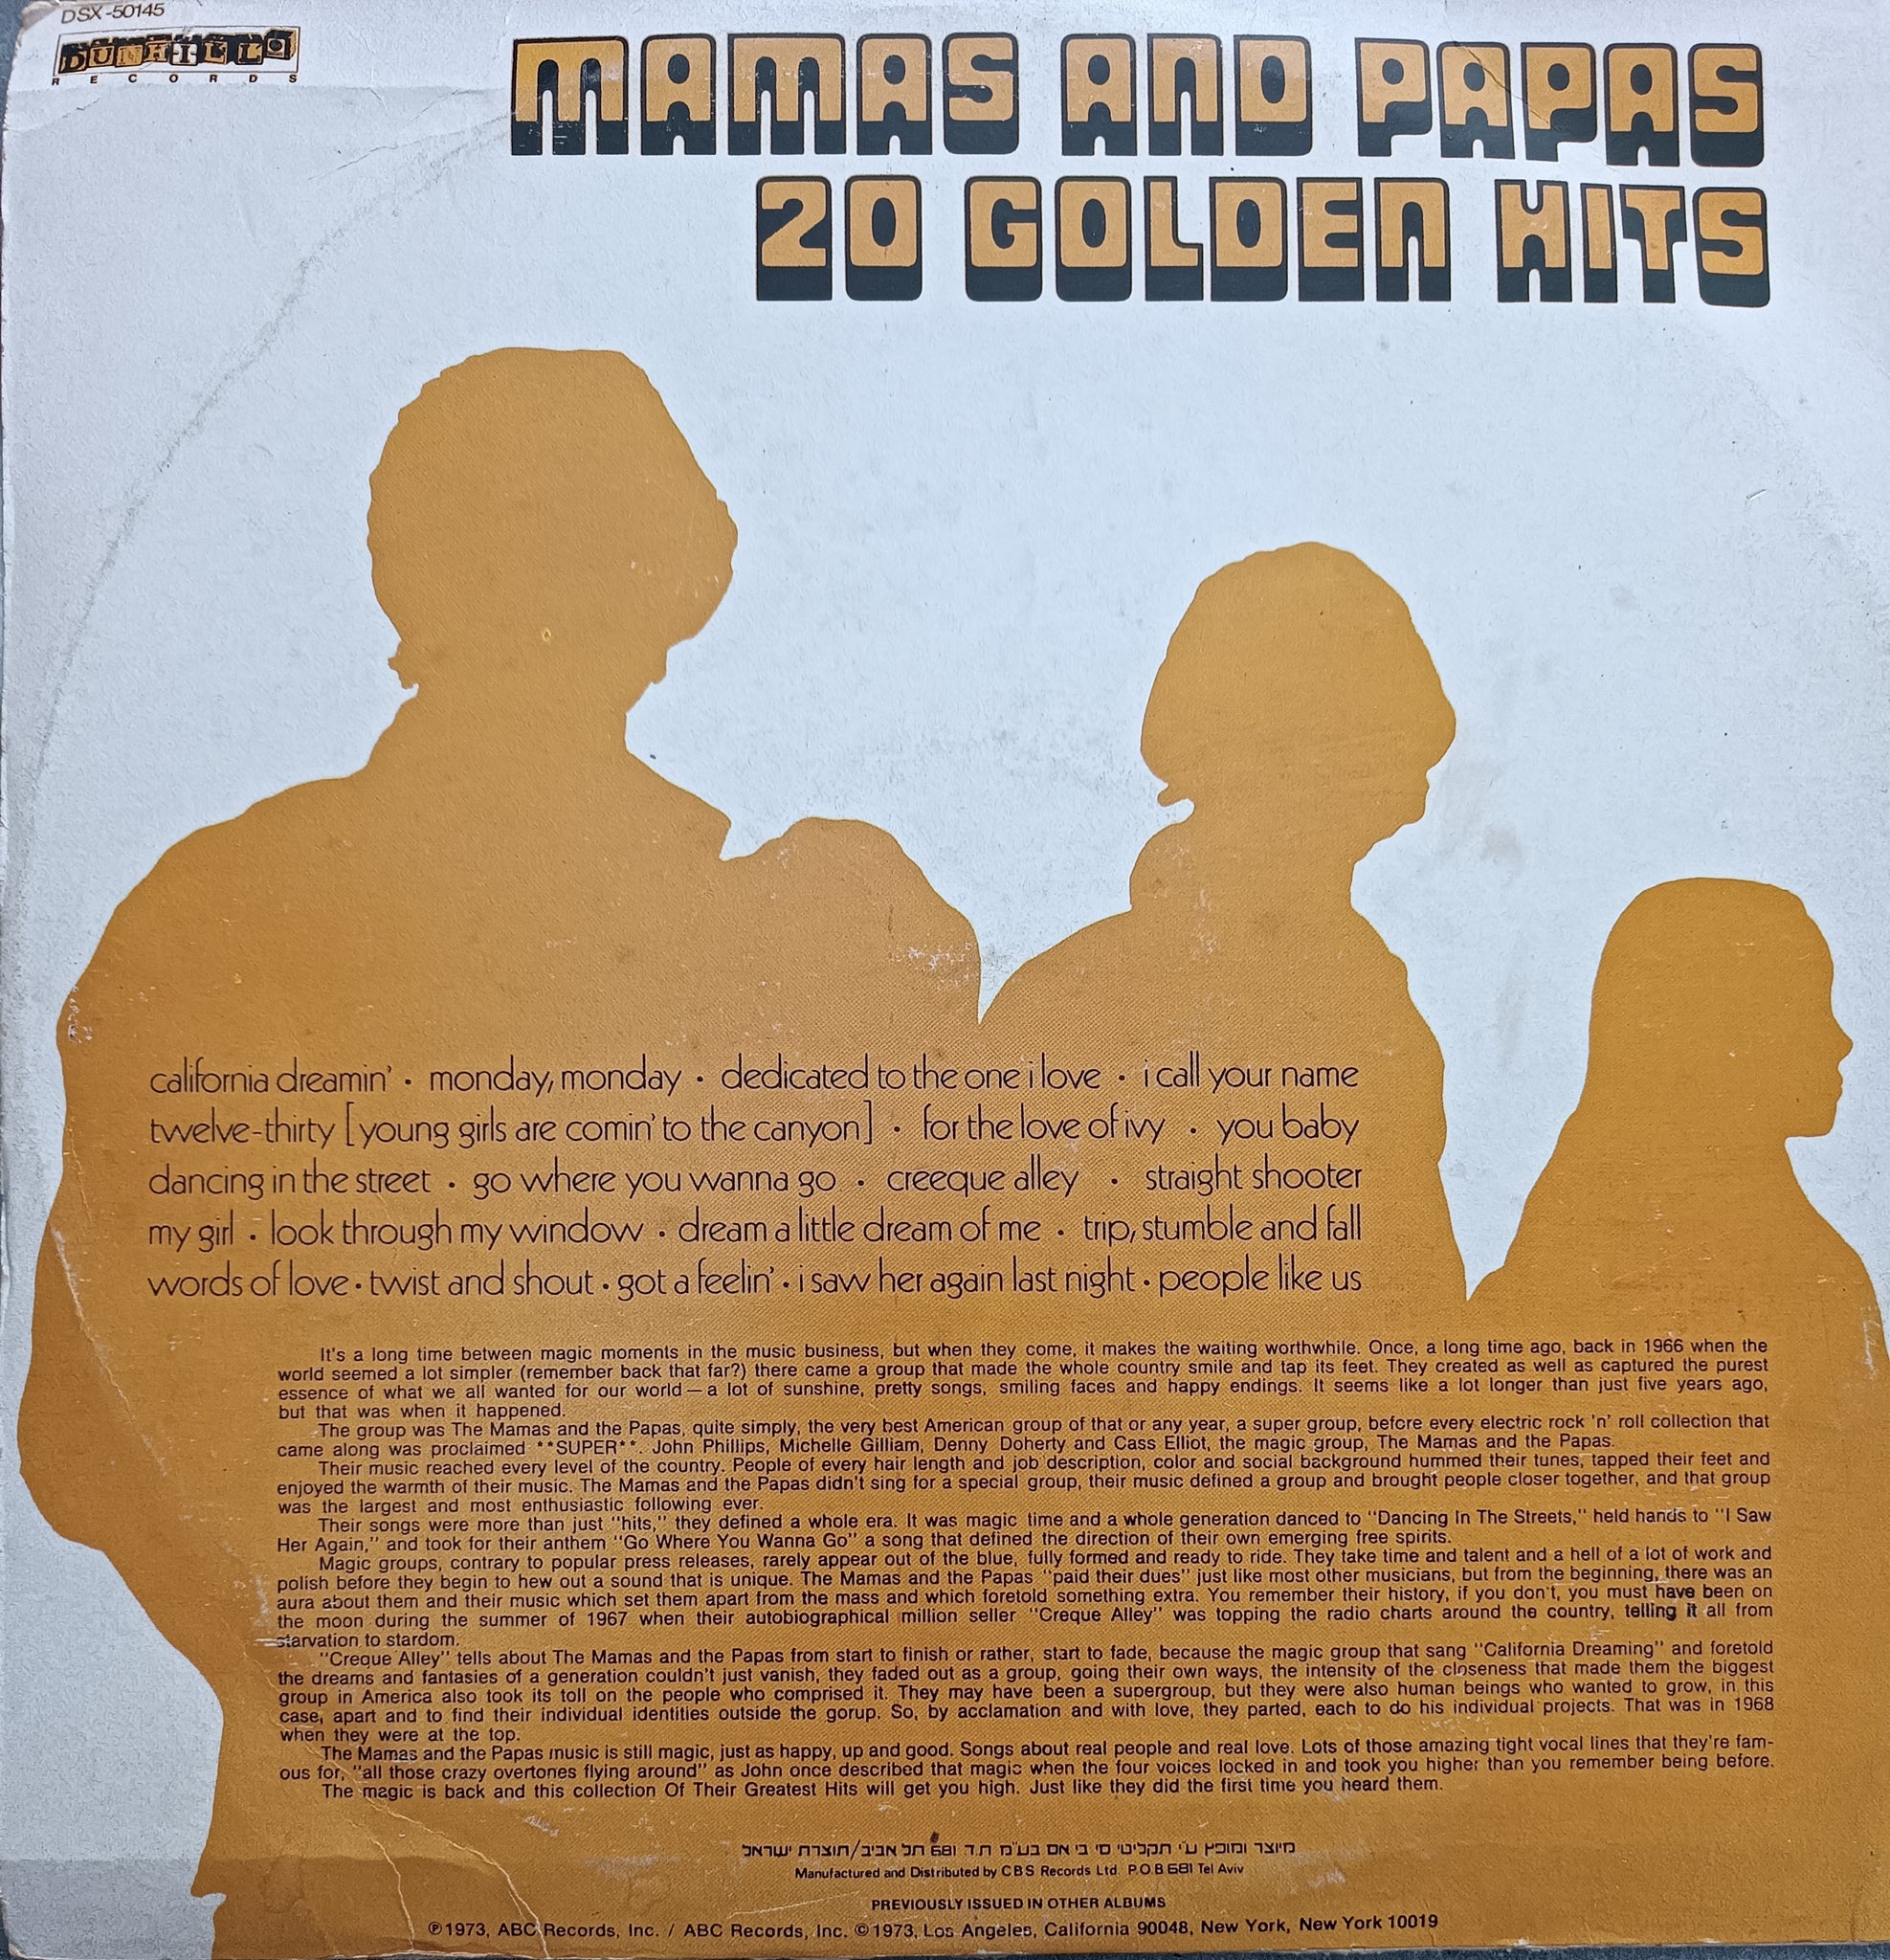 DSX-50145
DUNHILL
RECORDS
MAMAS AND PAPAS
20 GOLDEN HITS
california dreamin' • monday, monday • dedicated to the one i love • i call your name
twelve-thirty [young girls are comin' to the canyon] • for the love of ivy • you baby
dancing in the street • go where you wanna go • creeque alley • straight shooter
my girl • look through my window • dream a little dream of me • trip, stumble and fall
words of love • twist and shout • got a feelin' • i saw her again last night • people like us
It's a long time between magic moments in the music business, but when they come, it makes the waiting worthwhile. Once, a long time ago, back in 1966 when the
world seemed a lot simpler (remember back that far?) there came a group that made the whole country smile and tap its feet. They created as well as captured the purest
essence of what we all wanted for our world — a lot of sunshine, pretty songs, smiling faces and happy endings. It seems like a lot longer than just five years ago,
but that was when it happened.
The group was The Mamas and the Papas, quite simply, the very best American group of that or any year, a super group, before every electric rock 'n' roll collection that
came along was proclaimed **SUPER**. John Phillips, Michelle Gilliam, Denny Doherty and Cass Elliot, the magic group, The Mamas and the Papas.
Their music reached every level of the country. People of every hair length and job description, color and social background hummed their tunes, tapped their feet and
enjoyed the warmth of their music. The Mamas and the Papas didn't sing for a special group, their music defined a group and brought people closer together, and that group
was the largest and most enthusiastic following ever.
Their songs were more than just "hits," they defined a whole era. It was magic time and a whole generation danced to "Dancing In The Streets," held hands to "I Saw
Her Again," and took for their anthem "Go Where You Wanna Go" a song that defined the direction of their own emerging free spirits.
Magic groups, contrary to popular press releases, rarely appear out of the blue, fully formed and ready to ride. They take time and talent and a hell of a lot of work and
polish before they begin to hew out a sound that is unique. The Mamas and the Papas "paid their dues" just like most other musicians, but from the beginning, there was an
aura about them and their music which set them apart from the mass and which foretold something extra. You remember their history, if you don't, you must have been on
the moon during the summer of 1967 when their autobiographical million seller "Creque Alley" was topping the radio charts around the country, telling it all from
starvation to stardom.
"Creque Alley" tells about The Mamas and the Papas from start to finish or rather, start to fade, because the magic group that sang "California Dreaming" and foretold
the dreams and fantasies of a generation couldn't just vanish, they faded out as a group, going their own ways, the intensity of the closeness that made them the biggest
group in America also took its toll on the people who comprised it. They may have been a supergroup, but they were also human beings who wanted to grow, in this
case, apart and to find their individual identities outside the gorup. So, by acclamation and with love, they parted, each to do his individual projects. That was in 1968
when they were at the top.
The Mamas and the Papas music is still magic, just as happy, up and good. Songs about real people and real love. Lots of those amazing tight vocal lines that they're fam-
ous for, "all those crazy overtones flying around" as John once described that magic when the four voices locked in and took you higher than you remember being before.
The magic is back and this collection Of Their Greatest Hits will get you high. Just like they did the first time you heard them.
מיוצר ומופץ ע"י תקליטי סי בי אס בע"מ ת.ד 681 תל אביב/תוצרת ישראל
Manufactured and Distributed by CBS Records Ltd. P.O.B 681 Tel Aviv
PREVIOUSLY ISSUED IN OTHER ALBUMS
℗1973, ABC Records, Inc. / ABC Records, Inc. ©1973, Los Angeles, California 90048, New York, New York 10019